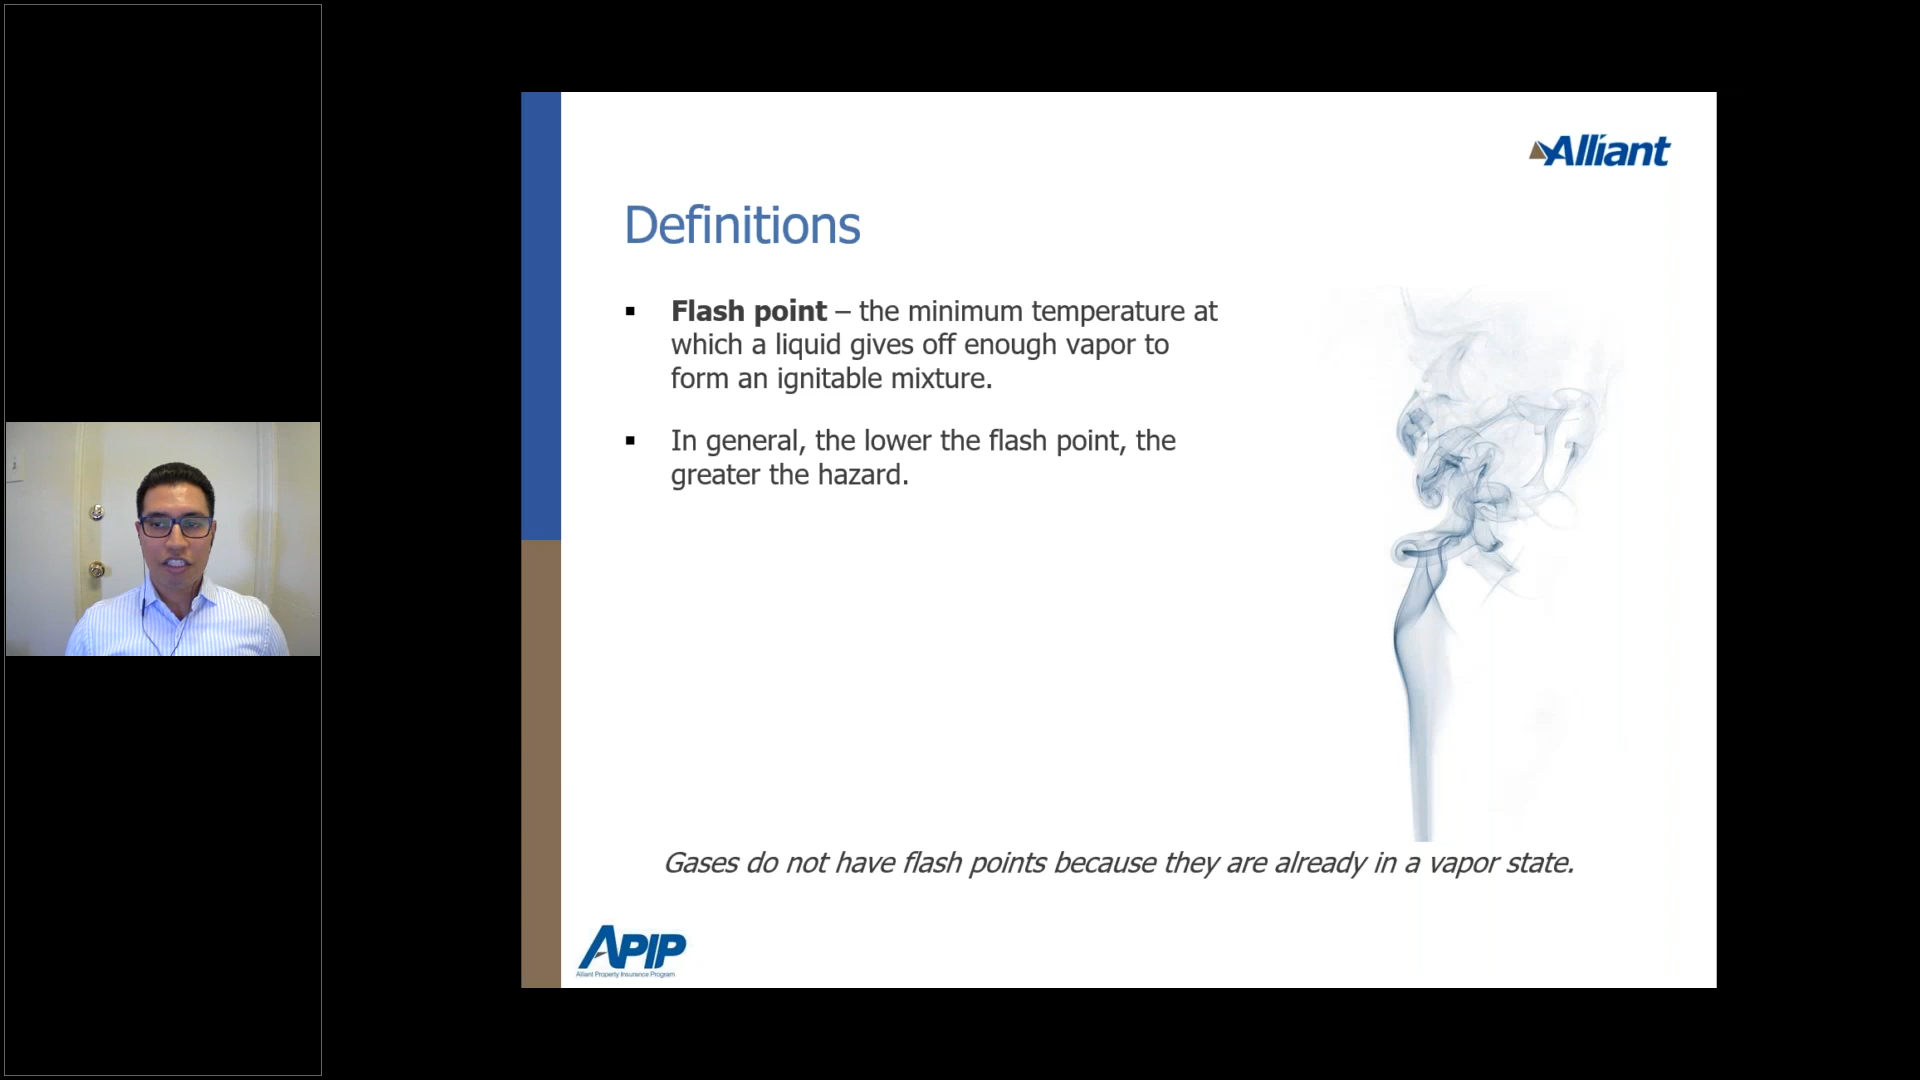 Alliant
Definitions
▪ Flash point – the minimum temperature at
which a liquid gives off enough vapor to
form an ignitable mixture.
▪ In general, the lower the flash point, the
greater the hazard.
Gases do not have flash points because they are already in a vapor state.
APIP
Alliant Property Insurance Program